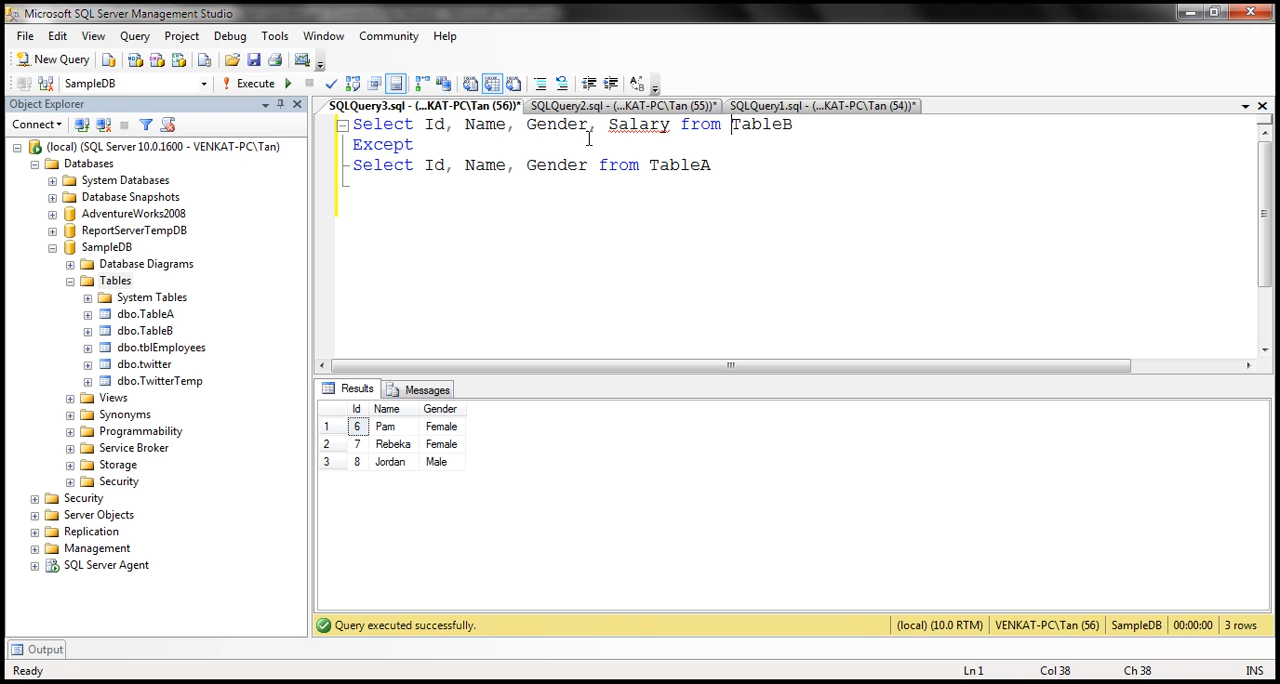 Microsoft SQL Server Management Studio
File Edit View Query Project Debug Tools Window Community Help
New Query
SampleDB Execute
Object Explorer
SQLQuery3.sql - (...KAT-PC\Tan (56))* SQLQuery2.sql - (...KAT-PC\Tan (55))* SQLQuery1.sql - (...KAT-PC\Tan (54))*
Connect
(local) (SQL Server 10.0.1600 - VENKAT-PC\Tan)
Databases
System Databases
Database Snapshots
AdventureWorks2008
ReportServerTempDB
SampleDB
Database Diagrams
Tables
System Tables
dbo.TableA
dbo.TableB
dbo.tblEmployees
dbo.twitter
dbo.TwitterTemp
Views
Synonyms
Programmability
Service Broker
Storage
Security
Security
Server Objects
Replication
Management
SQL Server Agent
Select Id, Name, Gender, Salary from TableB
Except
Select Id, Name, Gender from TableA
Results Messages
Id Name Gender
1 6 Pam Female
2 7 Rebeka Female
3 8 Jordan Male
Query executed successfully. (local) (10.0 RTM) VENKAT-PC\Tan (56) SampleDB 00:00:00 3 rows
Output
Ready Ln 1 Col 38 Ch 38 INS